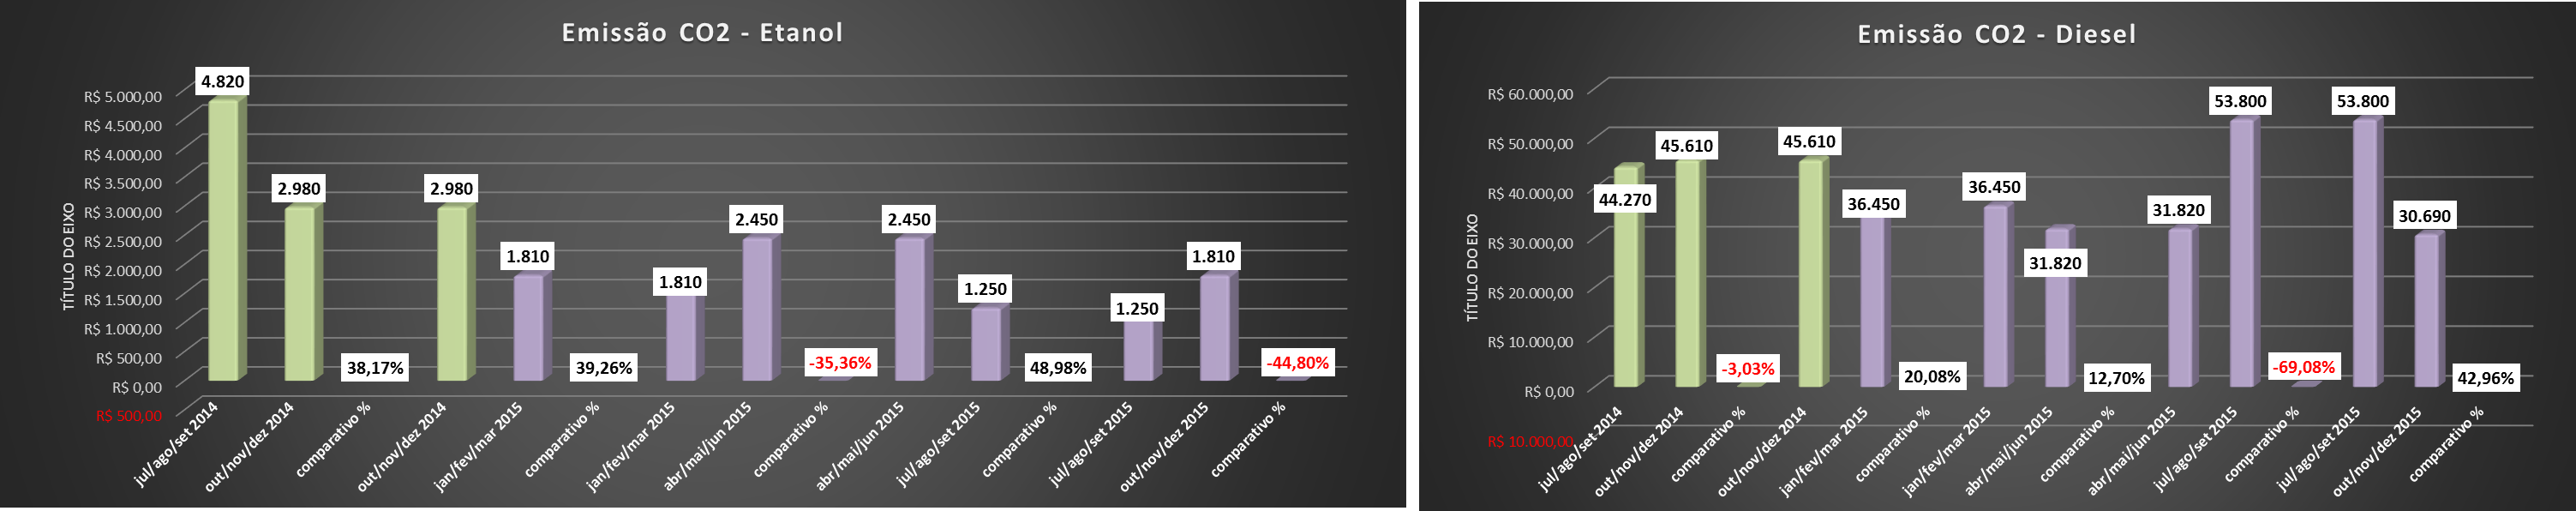 Emissão CO2 - Etanol
TÍTULO DO EIXO
R$ 5.000,00
R$ 4.500,00
R$ 4.000,00
R$ 3.500,00
R$ 3.000,00
R$ 2.500,00
R$ 2.000,00
R$ 1.500,00
R$ 1.000,00
R$ 500,00
R$ 0,00
R$ 500,00
4.820
2.980
38,17%
2.980
1.810
39,26%
1.810
2.450
-35,36%
2.450
1.250
48,98%
1.250
1.810
-44,80%
jul/ago/set 2014
out/nov/dez 2014
comparativo %
out/nov/dez 2014
jan/fev/mar 2015
comparativo %
jan/fev/mar 2015
abr/mai/jun 2015
comparativo %
abr/mai/jun 2015
jul/ago/set 2015
comparativo %
jul/ago/set 2015
out/nov/dez 2015
comparativo %
Emissão CO2 - Diesel
TÍTULO DO EIXO
R$ 60.000,00
R$ 50.000,00
R$ 40.000,00
R$ 30.000,00
R$ 20.000,00
R$ 10.000,00
R$ 0,00
R$ 10.000,00
44.270
45.610
-3,03%
45.610
36.450
20,08%
36.450
31.820
12,70%
31.820
53.800
-69,08%
53.800
30.690
42,96%
jul/ago/set 2014
out/nov/dez 2014
comparativo %
out/nov/dez 2014
jan/fev/mar 2015
comparativo %
jan/fev/mar 2015
abr/mai/jun 2015
comparativo %
abr/mai/jun 2015
jul/ago/set 2015
comparativo %
jul/ago/set 2015
out/nov/dez 2015
comparativo %